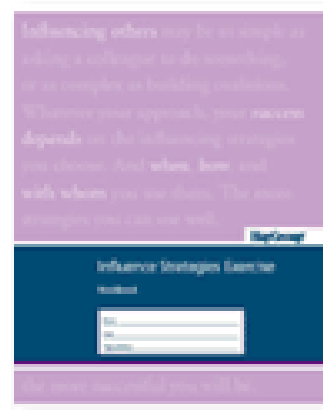 Influencing others may be as simple as
asking a colleague to do something,
or as complex as building coalitions.
Whatever your approach, your success
depends on the influencing strategies
you choose. And when, how, and
with whom you use them. The more
strategies you can use well,
HayGroup
Influence Strategies Exercise
Workbook
the more successful you will be.